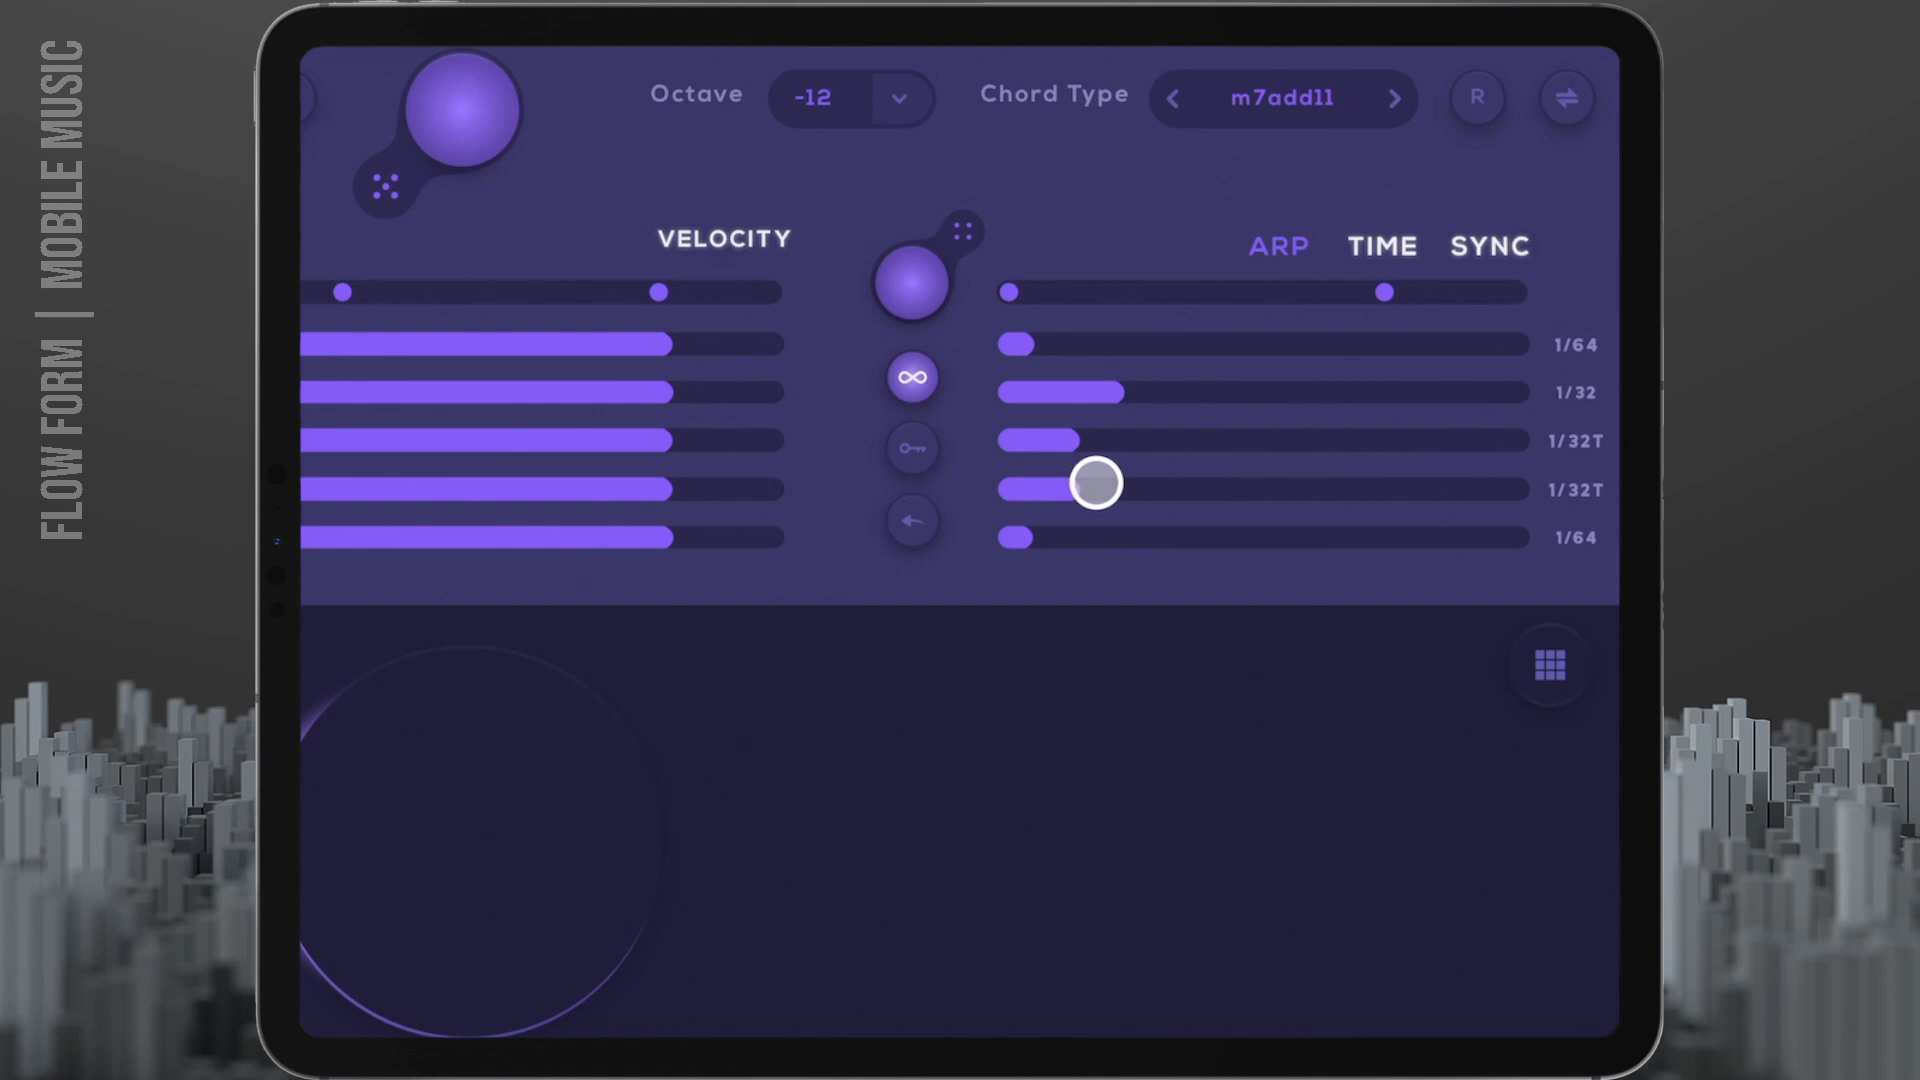 FLOW FORM | MOBILE MUSIC
Octave -12 Chord Type m7add11 R
VELOCITY
ARP TIME SYNC
1/64
1/32
1/32T
1/32T
1/64